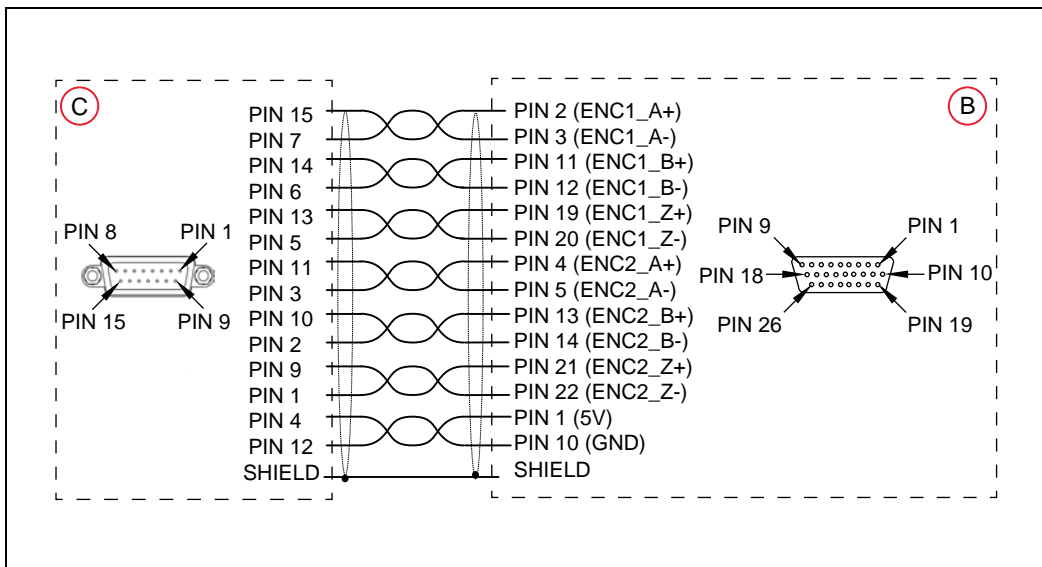 C
B
PIN 15
PIN 2 (ENC1_A+)
PIN 7
PIN 3 (ENC1_A-)
PIN 14
PIN 11 (ENC1_B+)
PIN 6
PIN 12 (ENC1_B-)
PIN 13
PIN 19 (ENC1_Z+)
PIN 5
PIN 20 (ENC1_Z-)
PIN 11
PIN 4 (ENC2_A+)
PIN 3
PIN 5 (ENC2_A-)
PIN 10
PIN 13 (ENC2_B+)
PIN 2
PIN 14 (ENC2_B-)
PIN 9
PIN 21 (ENC2_Z+)
PIN 1
PIN 22 (ENC2_Z-)
PIN 4
PIN 1 (5V)
PIN 12
PIN 10 (GND)
SHIELD
SHIELD
PIN 8
PIN 1
PIN 15
PIN 9
PIN 9
PIN 1
PIN 18
PIN 10
PIN 26
PIN 19